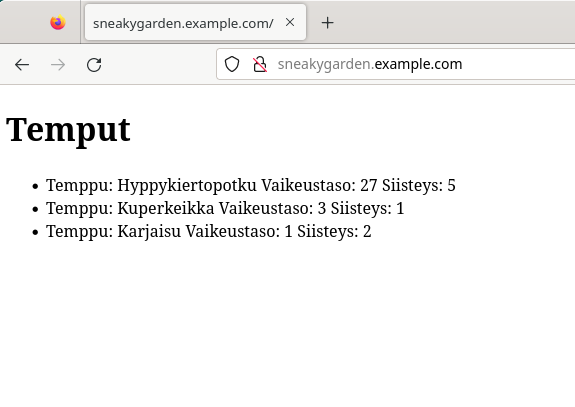 sneakygarden.example.com/
sneakygarden.example.com
Temput
Temppu: Hyppykiertopotku Vaikeustaso: 27 Siisteys: 5
Temppu: Kuperkeikka Vaikeustaso: 3 Siisteys: 1
Temppu: Karjaisu Vaikeustaso: 1 Siisteys: 2